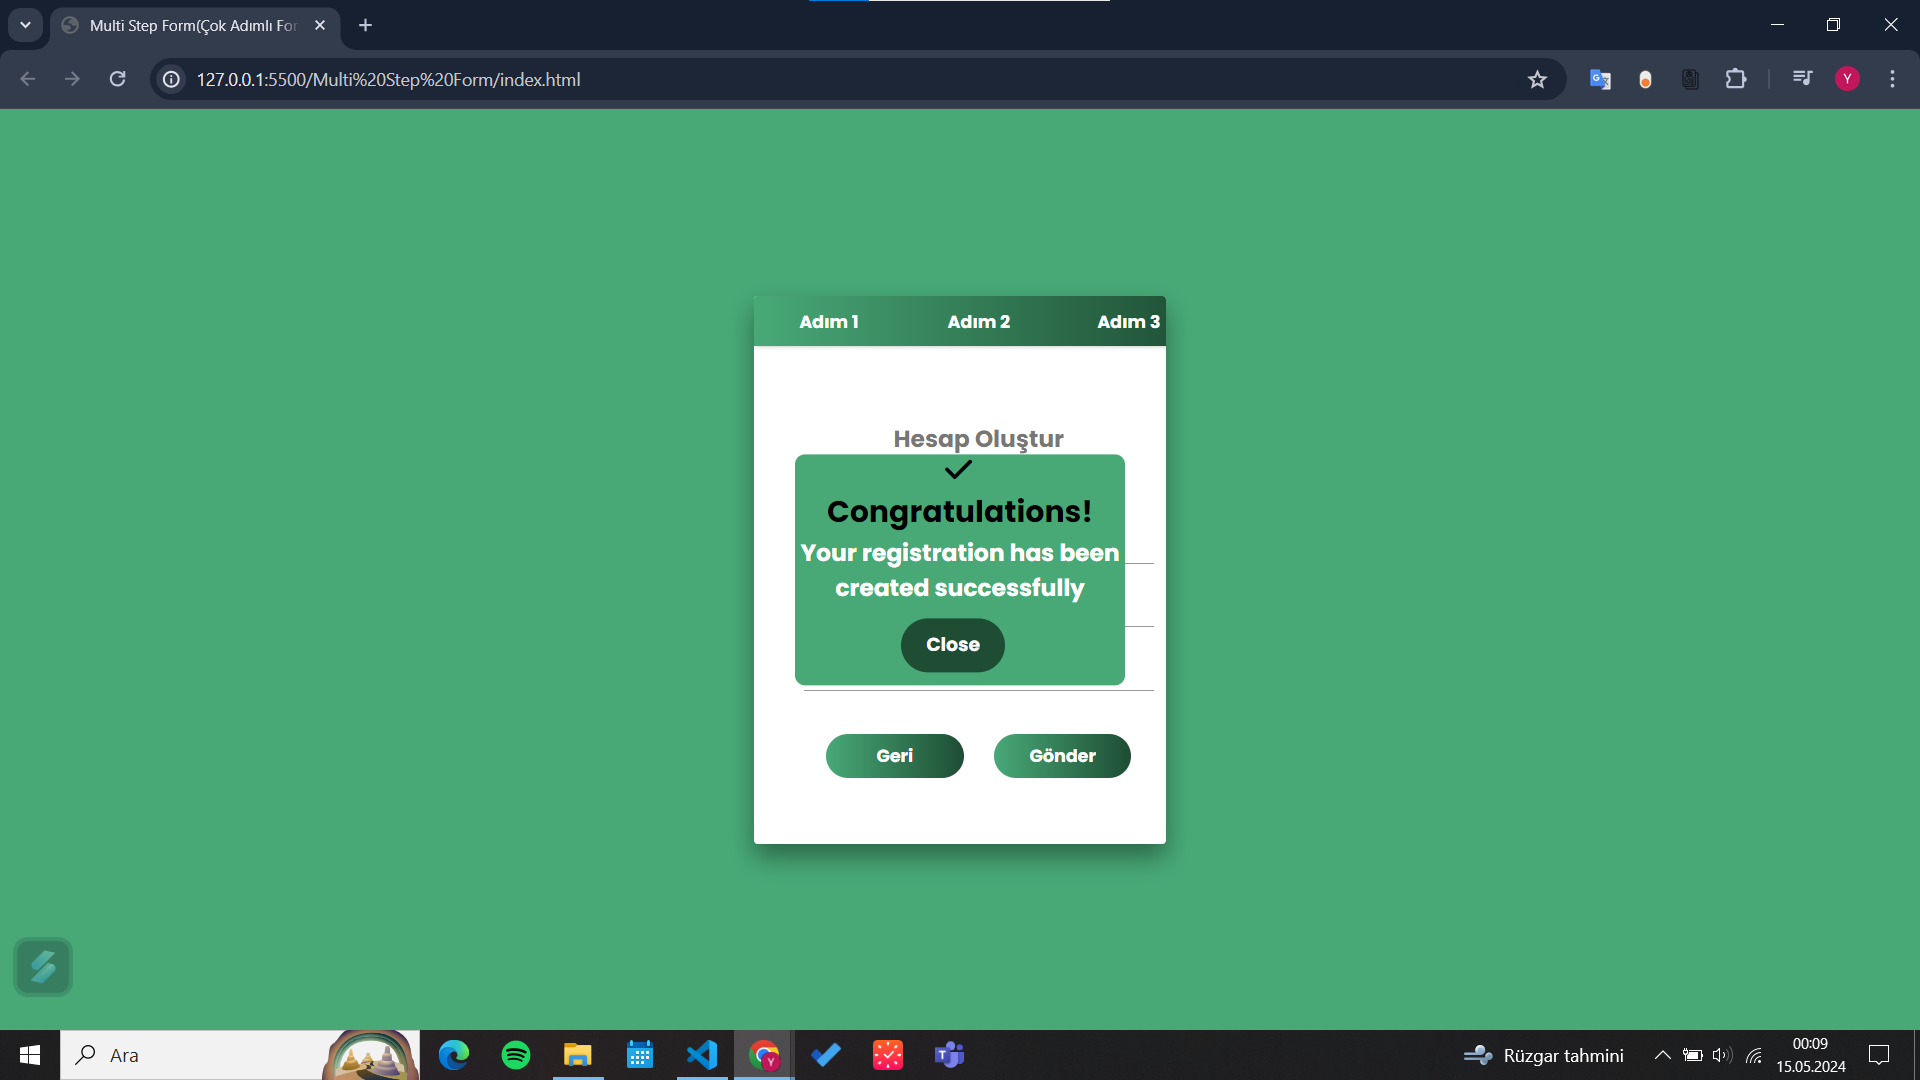 Multi Step Form(Çok Adımlı For
127.0.0.1:5500/Multi%20Step%20Form/index.html
Y
Adım 1 Adım 2 Adım 3
Hesap Oluştur
Congratulations!
Your registration has been
created successfully
Close
Geri Gönder
Ara
Rüzgar tahmini
00:09
15.05.2024